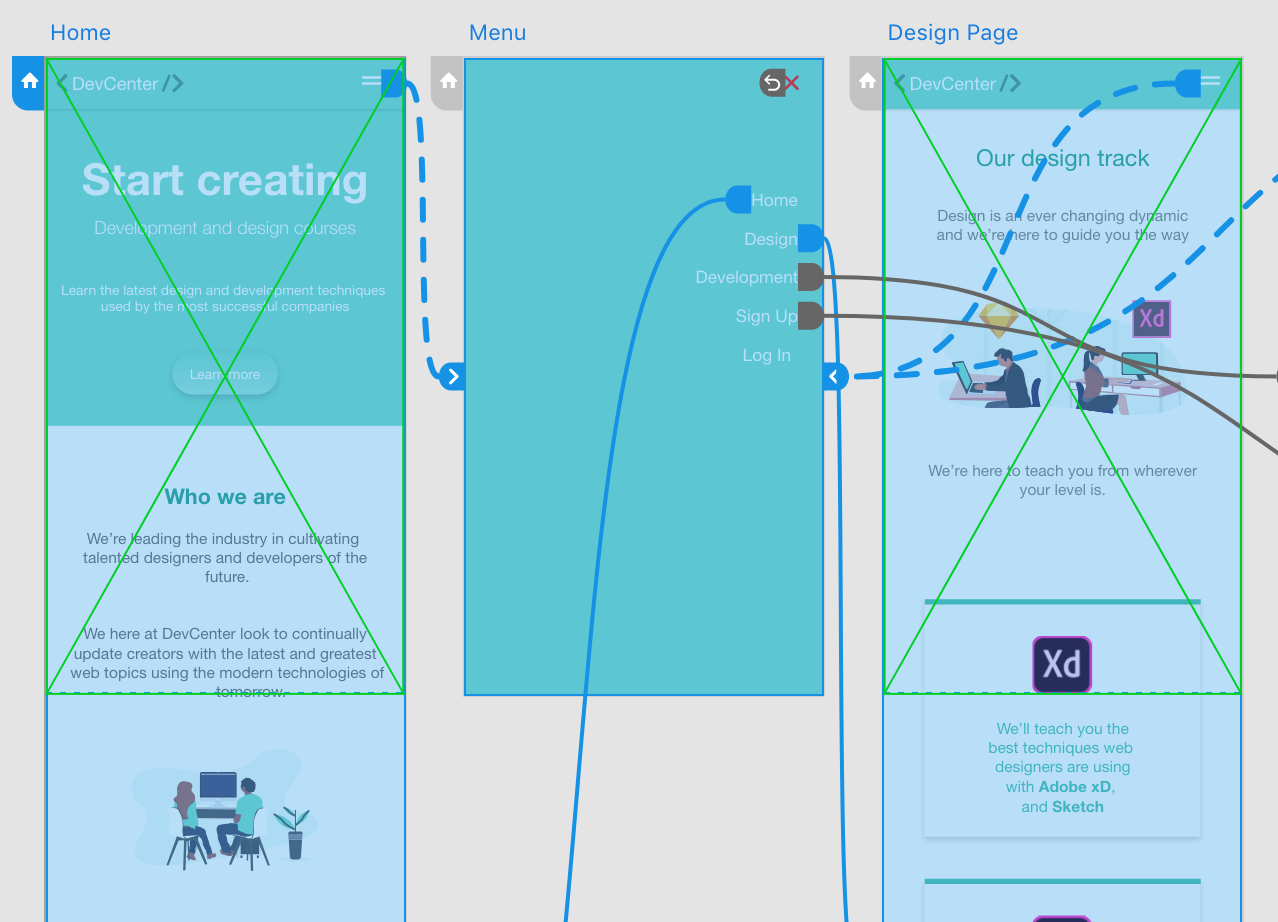 Home
DevCenter
Start creating
Development and design courses
Learn the latest design and development techniques
used by the most successful companies
Learn more
Who we are
We’re leading the industry in cultivating
talented designers and developers of the
future.
We here at DevCenter look to continually
update creators with the latest and greatest
web topics using the modern technologies of
tomorrow.
Menu
Home
Design
Development
Sign Up
Log In
Design Page
DevCenter
Our design track
Design is an ever changing dynamic
and we’re here to guide you the way
Xd
We’re here to teach you from wherever
your level is.
Xd
We’ll teach you the
best techniques web
designers are using
with Adobe xD,
and Sketch